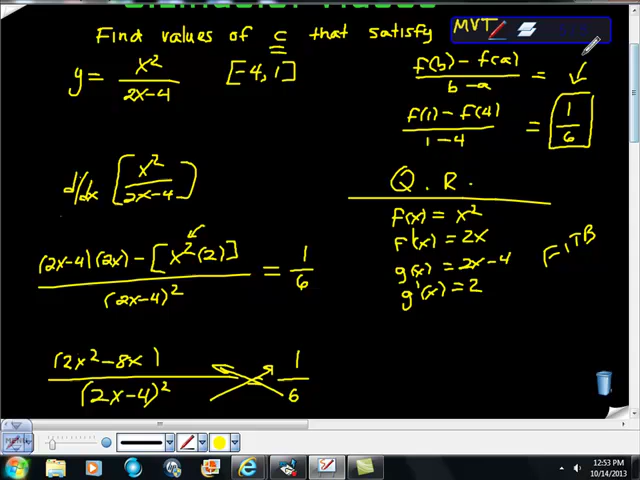 Find values of c that satisfy MVT
y = x²/(2x-4) [-4, 1]
(f(b) - f(a))/(b-a) = ✓
(f(1) - f(4))/(1-4) = 1/6
d/dx [x²/(2x-4)]
Q.R.
f(x) = x²
f'(x) = 2x
g(x) = 2x-4
g'(x) = 2
FITB
((2x-4)(2x) - [x²(2)])/(2x-4)² = 1/6
(2x²-8x)/(2x-4)² 1/6
12:53 PM
10/14/2013